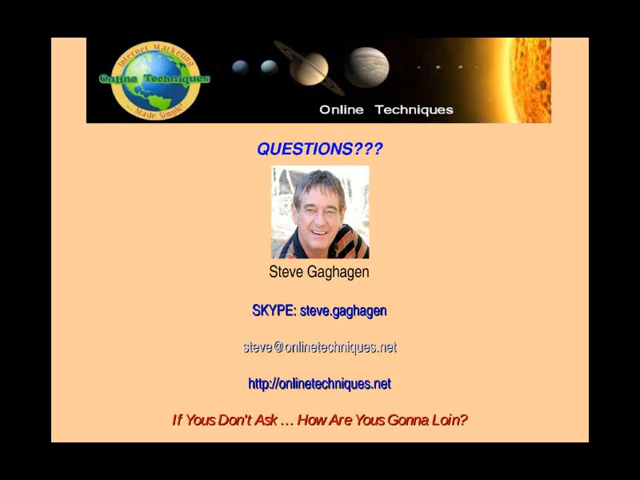 Internet Marketing
Online Techniques
Made Simple!
Online Techniques
QUESTIONS???
Steve Gaghagen
SKYPE: steve.gaghagen
steve@onlinetechniques.net
http://onlinetechniques.net
If Yous Don't Ask … How Are Yous Gonna Loin?